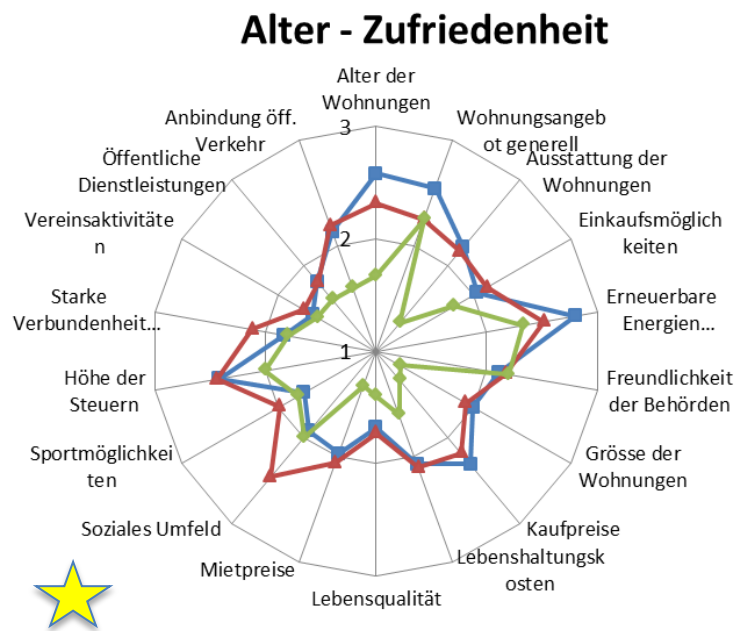 Alter - Zufriedenheit
Alter der
Wohnungen
Wohnungsangeb
ot generell
Ausstattung der
Wohnungen
Einkaufsmöglich
keiten
Erneuerbare
Energien...
Freundlichkeit
der Behörden
Grösse der
Wohnungen
Kaufpreise
Lebenshaltungsk
osten
Lebensqualität
Mietpreise
Soziales Umfeld
Sportmöglichkei
ten
Höhe der
Steuern
Starke
Verbundenheit...
Vereinsaktivitäte
n
Öffentliche
Dienstleistungen
Anbindung öff.
Verkehr
3
2
1